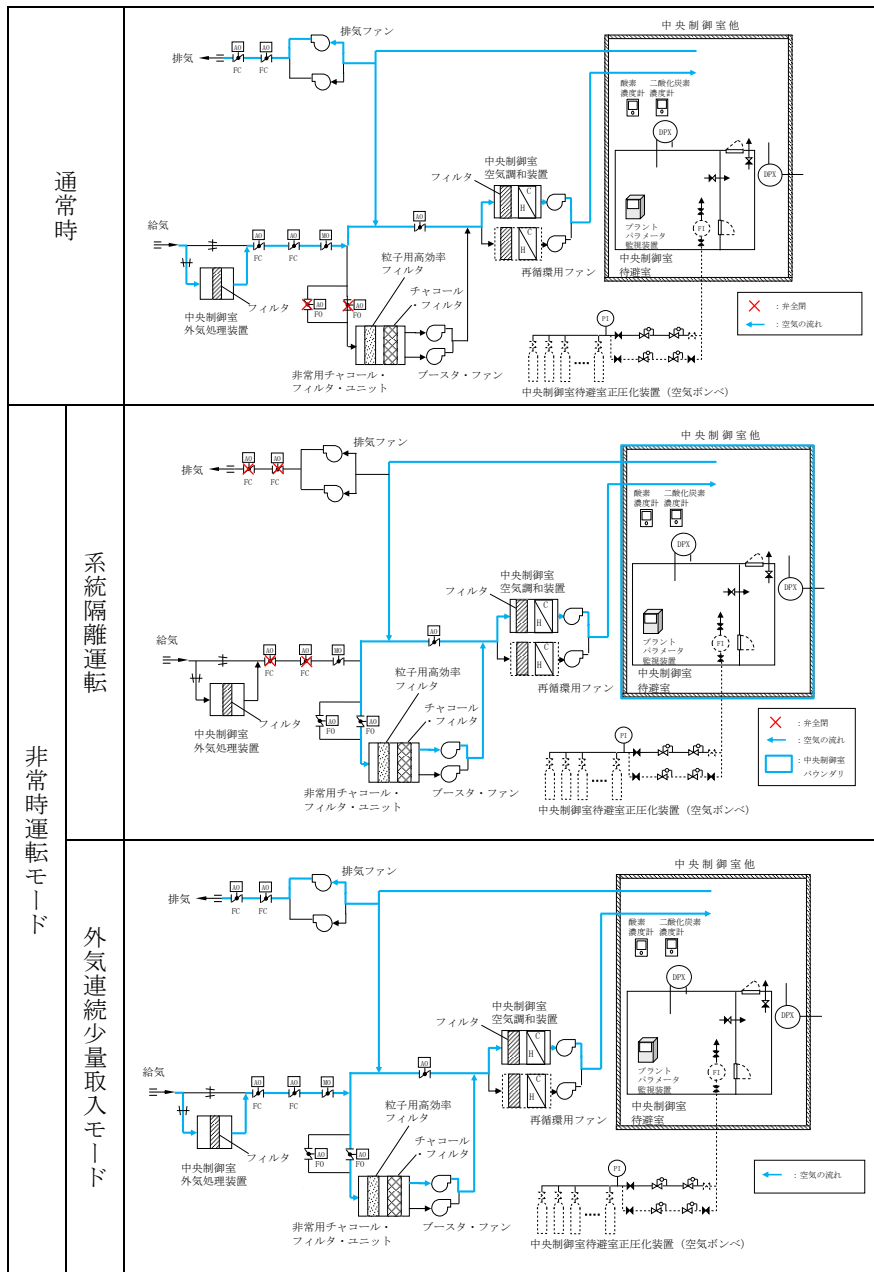 通常時
排気ファン
排気
AO
AO
FC
FC
中央制御室他
酸素
濃度計
二酸化炭素
濃度計
DPX
DPX
中央制御室
空気調和装置
フィルタ
C
H
C
H
再循環用ファン
プラント
パラメータ
監視装置
FI
中央制御室
待避室
給気
AO
AO
MO
FC
FC
AO
フィルタ
中央制御室
外気処理装置
粒子用高効率
フィルタ
チャコール
・フィルタ
AO
FO
AO
FO
非常用チャコール・
フィルタ・ユニット
ブースタ・ファン
PI
中央制御室待避室正圧化装置(空気ボンベ)
:弁全閉
:空気の流れ
非常時運転モード
系統隔離運転
排気ファン
排気
AO
AO
FC
FC
中央制御室他
酸素
濃度計
二酸化炭素
濃度計
DPX
DPX
中央制御室
空気調和装置
フィルタ
C
H
C
H
再循環用ファン
プラント
パラメータ
監視装置
FI
中央制御室
待避室
給気
AO
AO
MO
FC
FC
AO
フィルタ
中央制御室
外気処理装置
粒子用高効率
フィルタ
チャコール
・フィルタ
AO
FO
AO
FO
非常用チャコール・
フィルタ・ユニット
ブースタ・ファン
PI
中央制御室待避室正圧化装置(空気ボンベ)
:弁全閉
:空気の流れ
:中央制御室
バウンダリ
外気連続少量取入モード
排気ファン
排気
AO
AO
FC
FC
中央制御室他
酸素
濃度計
二酸化炭素
濃度計
DPX
DPX
中央制御室
空気調和装置
フィルタ
C
H
C
H
再循環用ファン
プラント
パラメータ
監視装置
FI
中央制御室
待避室
給気
AO
AO
MO
FC
FC
AO
フィルタ
中央制御室
外気処理装置
粒子用高効率
フィルタ
チャコール
・フィルタ
AO
FO
AO
FO
非常用チャコール・
フィルタ・ユニット
ブースタ・ファン
PI
中央制御室待避室正圧化装置(空気ボンベ)
:空気の流れ